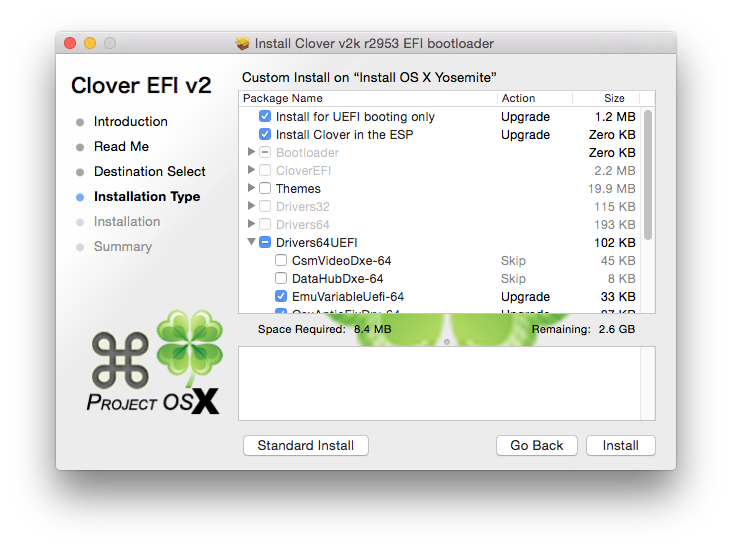 Install Clover v2k r2953 EFI bootloader
Clover EFI v2
Introduction
Read Me
Destination Select
Installation Type
Installation
Summary
PROJECT OSX
Custom Install on “Install OS X Yosemite”
Package Name Action Size
Install for UEFI booting only Upgrade 1.2 MB
Install Clover in the ESP Upgrade Zero KB
Bootloader Zero KB
CloverEFI 2.2 MB
Themes 19.9 MB
Drivers32 115 KB
Drivers64 193 KB
Drivers64UEFI 102 KB
CsmVideoDxe-64 Skip 45 KB
DataHubDxe-64 Skip 8 KB
EmuVariableUefi-64 Upgrade 33 KB
Space Required: 8.4 MB Remaining: 2.6 GB
Standard Install Go Back Install